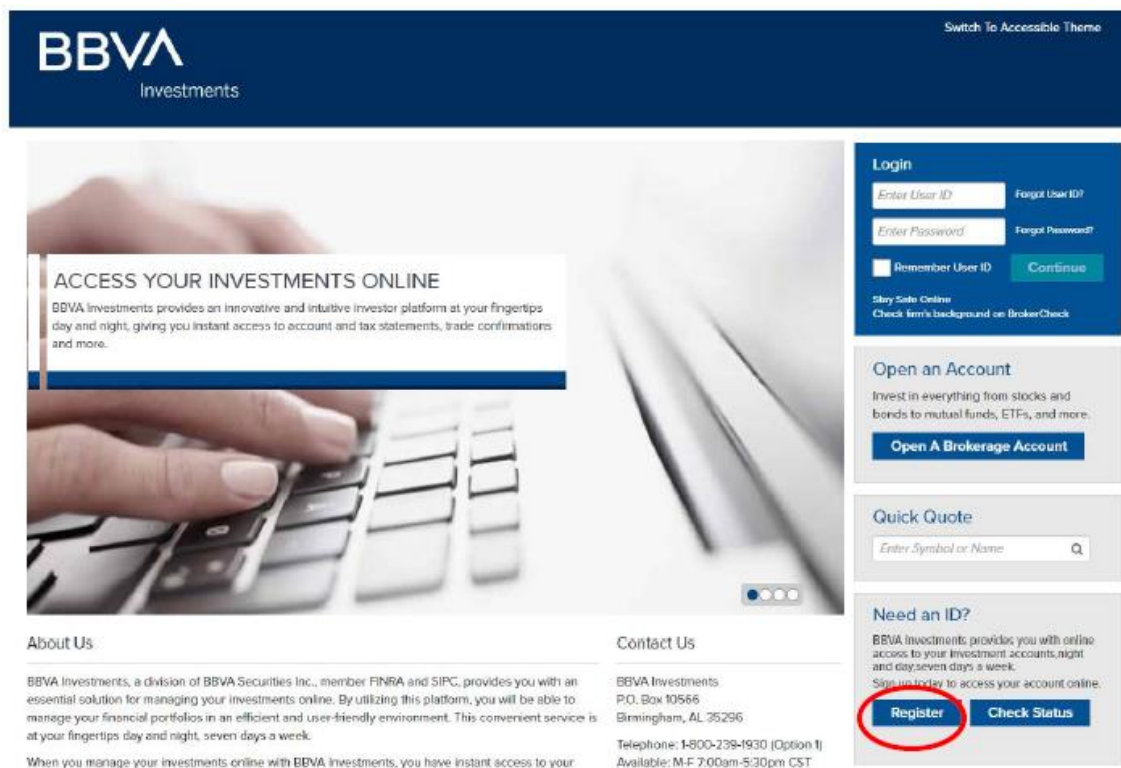 Switch To Accessible Theme
BBVA
Investments
ACCESS YOUR INVESTMENTS ONLINE
BBVA Investments provides an innovative and intuitive investor platform at your fingertips
day and night, giving you instant access to account and tax statements, trade confirmations
and more.
Login
Enter User ID
Forgot User ID?
Enter Password
Forgot Password?
Remember User ID
Continue
Stay Safe Online
Check firm's background on BrokerCheck
Open an Account
Invest in everything from stocks and
bonds to mutual funds, ETFs, and more.
Open A Brokerage Account
Quick Quote
Enter Symbol or Name
Need an ID?
BBVA Investments provides you with online
access to your investment accounts,night
and day,seven days a week.
Sign up today to access your account online.
Register
Check Status
About Us
BBVA Investments, a division of BBVA Securities Inc., member FINRA and SIPC, provides you with an
essential solution for managing your investments online. By utilizing this platform, you will be able to
manage your financial portfolios in an efficient and user-friendly environment. This convenient service is
at your fingertips day and night, seven days a week.
When you manage your investments online with BBVA Investments, you have instant access to your
Contact Us
BBVA Investments
P.O. Box 10566
Birmingham, AL 35296
Telephone: 1-800-239-1930 (Option 1)
Available: M-F 7:00am-5:30pm CST